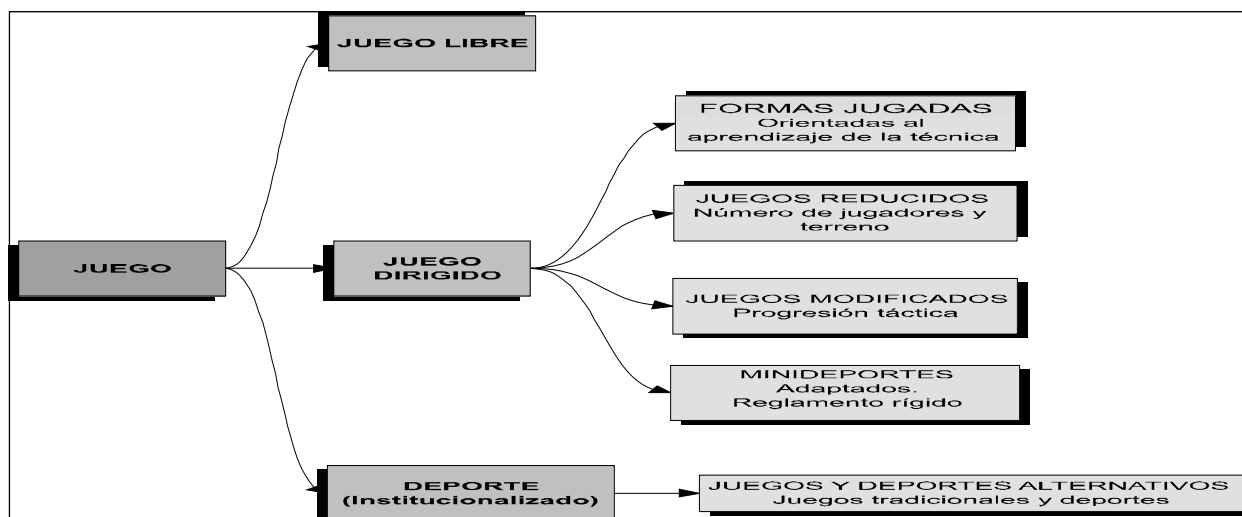 JUEGO LIBRE
FORMAS JUGADAS
Orientadas al
aprendizaje de la técnica
JUEGOS REDUCIDOS
Número de jugadores y
terreno
JUEGO
JUEGO
DIRIGIDO
JUEGOS MODIFICADOS
Progresión táctica
MINIDEPORTES
Adaptados.
Reglamento rígido
DEPORTE
(Institucionalizado)
JUEGOS Y DEPORTES ALTERNATIVOS
Juegos tradicionales y deportes